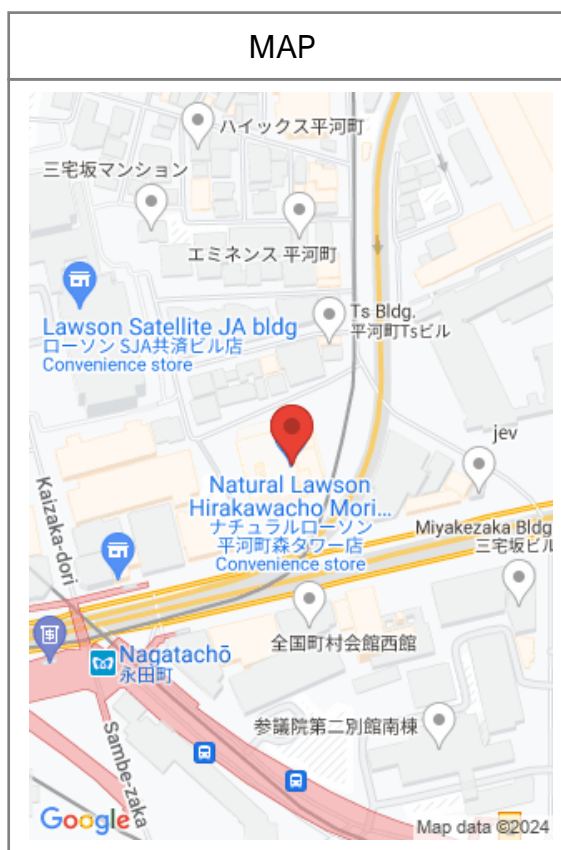 MAP
ハイックス平河町
三宅坂マンション
エミネンス 平河町
Ts Bldg.
平河町Tsビル
Lawson Satellite JA bldg
ローソン SJA共済ビル店
Convenience store
jev
Natural Lawson
Hirakawacho Mori...
ナチュラルローソン
平河町森タワー店
Convenience store
Kaizaka-dori
Miyakezaka Bldg
三宅坂ビル
全国町村会館西館
Nagatachō
永田町
参議院第二別館南棟
Sambe-zaka
Google
Map data ©2024